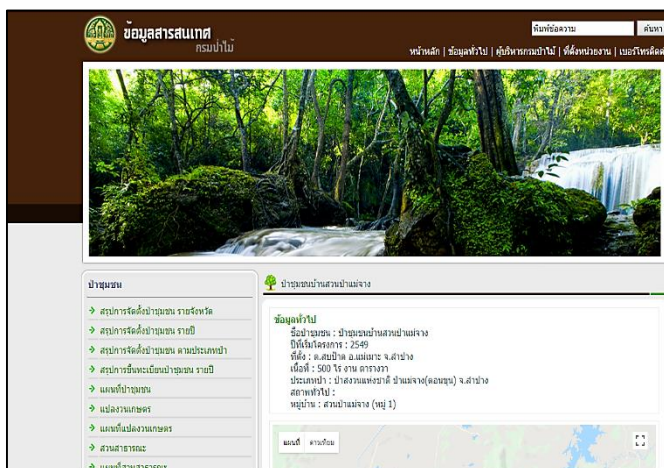 ข้อมูลสารสนเทศ
กรมป่าไม้
พิมพ์ข้อความ
ค้นหา
หน้าหลัก | ข้อมูลทั่วไป | ผู้บริหารกรมป่าไม้ | ที่ตั้งหน่วยงาน | เบอร์โทรติดต่
ป่าชุมชน
สรุปการจัดตั้งป่าชุมชน รายจังหวัด
สรุปการจัดตั้งป่าชุมชน รายปี
สรุปการจัดตั้งป่าชุมชน ตามประเภทป่า
สรุปการขึ้นทะเบียนป่าชุมชน รายปี
แผนที่ป่าชุมชน
แปลงวนเกษตร
แผนที่แปลงวนเกษตร
สวนสาธารณะ
แผนที่สวนสาธารณะ
ป่าชุมชนบ้านสวนป่าแม่จาง
ข้อมูลทั่วไป
ชื่อป่าชุมชน : ป่าชุมชนบ้านสวนป่าแม่จาง
ปีที่เริ่มโครงการ : 2549
ที่ตั้ง : ต.สบป้าด อ.แม่เมาะ จ.ลำปาง
เนื้อที่ : 500 ไร่ งาน ตารางวา
ประเภทป่า : ป่าสงวนแห่งชาติ ป่าแม่จาง(ตอนขุน) จ.ลำปาง
สภาพทั่วไป :
หมู่บ้าน : สวนป่าแม่จาง (หมู่ 1)
แผนที่
ดาวเทียม